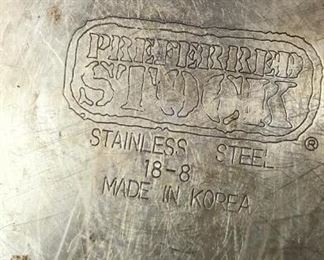 PREFERRED
STOCK ®
STAINLESS STEEL
18-8
MADE IN KOREA